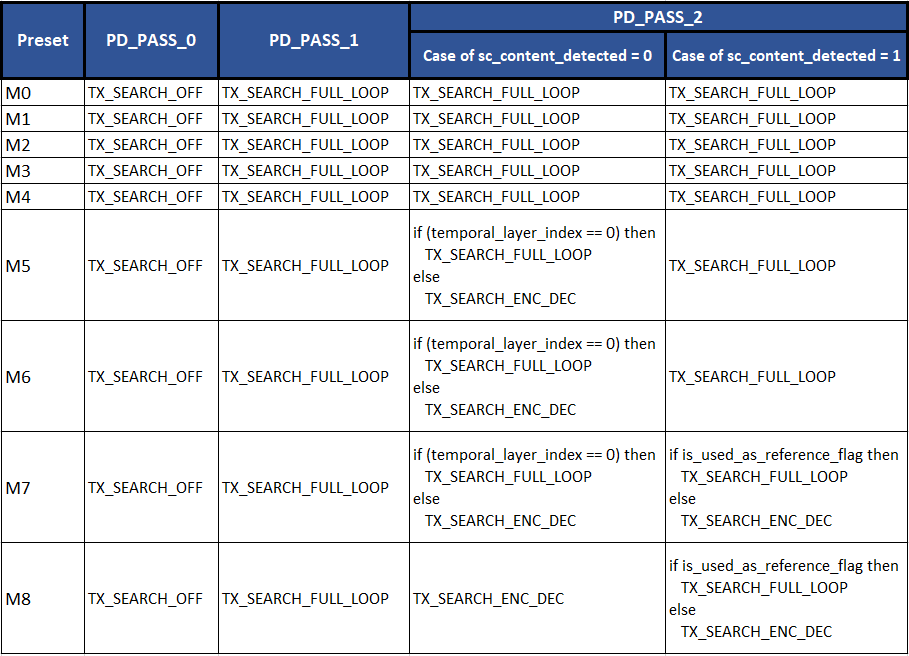 Preset PD_PASS_0 PD_PASS_1 PD_PASS_2
Case of sc_content_detected = 0 Case of sc_content_detected = 1
M0 TX_SEARCH_OFF TX_SEARCH_FULL_LOOP TX_SEARCH_FULL_LOOP TX_SEARCH_FULL_LOOP
M1 TX_SEARCH_OFF TX_SEARCH_FULL_LOOP TX_SEARCH_FULL_LOOP TX_SEARCH_FULL_LOOP
M2 TX_SEARCH_OFF TX_SEARCH_FULL_LOOP TX_SEARCH_FULL_LOOP TX_SEARCH_FULL_LOOP
M3 TX_SEARCH_OFF TX_SEARCH_FULL_LOOP TX_SEARCH_FULL_LOOP TX_SEARCH_FULL_LOOP
M4 TX_SEARCH_OFF TX_SEARCH_FULL_LOOP TX_SEARCH_FULL_LOOP TX_SEARCH_FULL_LOOP
M5 TX_SEARCH_OFF TX_SEARCH_FULL_LOOP
if (temporal_layer_index == 0) then
TX_SEARCH_FULL_LOOP
else
TX_SEARCH_ENC_DEC
TX_SEARCH_FULL_LOOP
M6 TX_SEARCH_OFF TX_SEARCH_FULL_LOOP
if (temporal_layer_index == 0) then
TX_SEARCH_FULL_LOOP
else
TX_SEARCH_ENC_DEC
TX_SEARCH_FULL_LOOP
M7 TX_SEARCH_OFF TX_SEARCH_FULL_LOOP
if (temporal_layer_index == 0) then
TX_SEARCH_FULL_LOOP
else
TX_SEARCH_ENC_DEC
if is_used_as_reference_flag then
TX_SEARCH_FULL_LOOP
else
TX_SEARCH_ENC_DEC
M8 TX_SEARCH_OFF TX_SEARCH_FULL_LOOP TX_SEARCH_ENC_DEC
if is_used_as_reference_flag then
TX_SEARCH_FULL_LOOP
else
TX_SEARCH_ENC_DEC